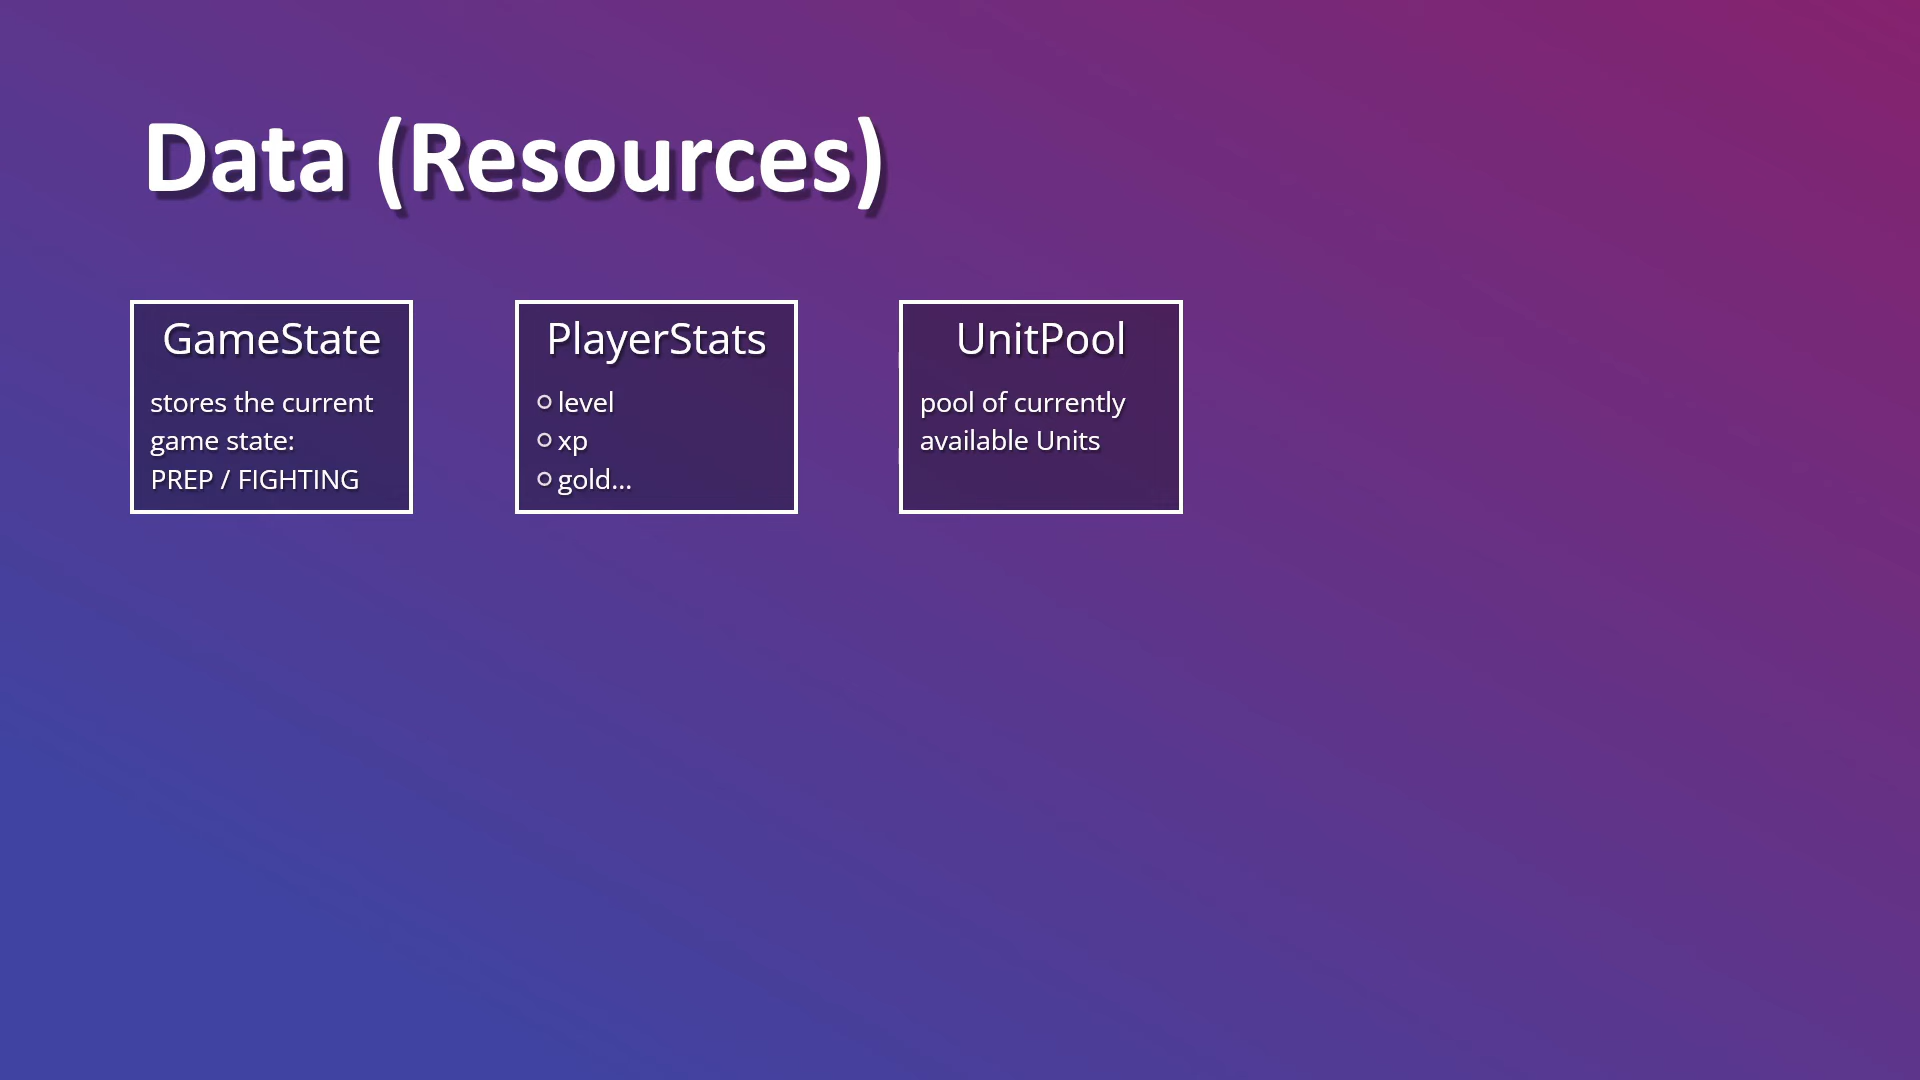 Data (Resources)
GameState
stores the current
game state:
PREP / FIGHTING
PlayerStats
level
xp
gold...
UnitPool
pool of currently
available Units